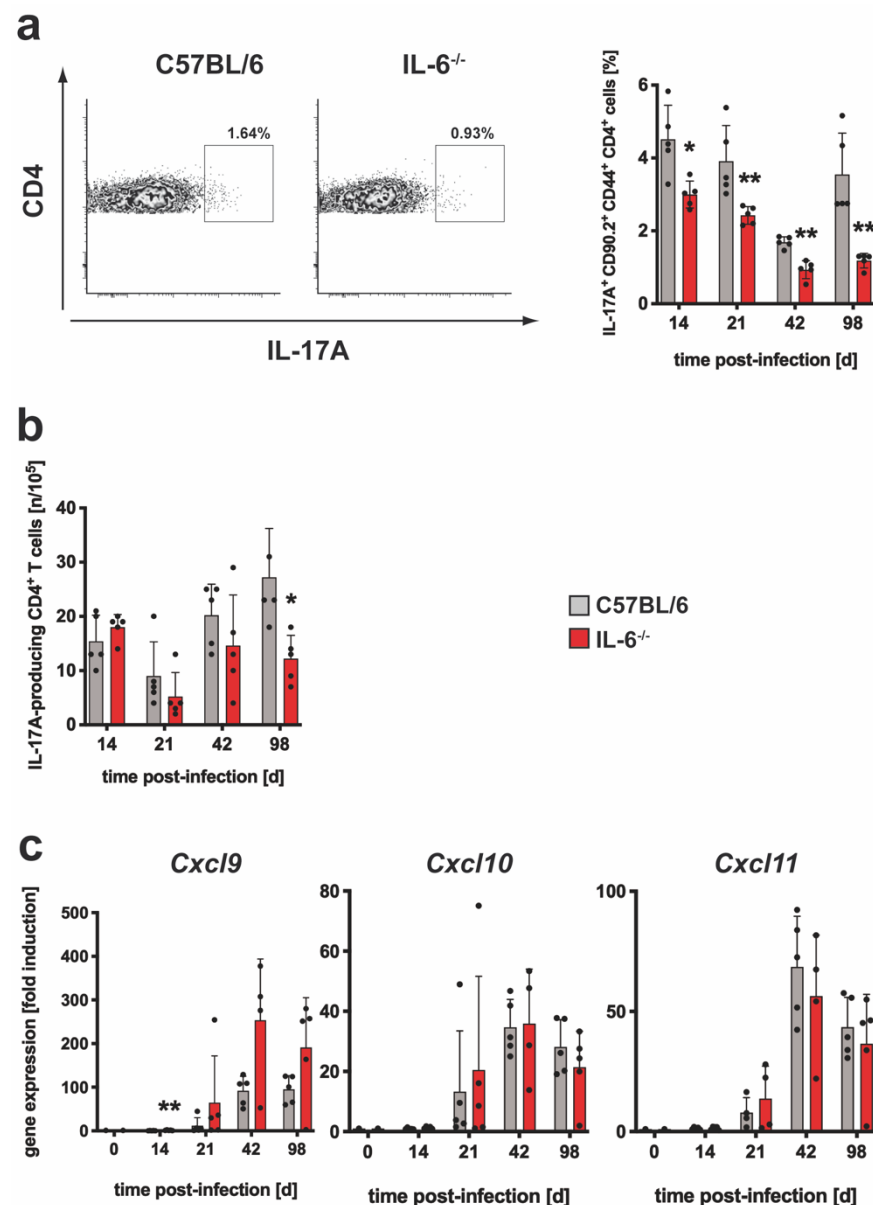 a
C57BL/6
IL-6-/-
1.64%
0.93%
CD4
IL-17A
IL-17A+ CD90.2+ CD44+ CD4+ cells [%]
6
4
2
0
14 21 42 98
time post-infection [d]
* ** ** **
b
IL-17A-producing CD4+ T cells [n/10⁵]
40
30
20
10
0
14 21 42 98
time post-infection [d]
*
C57BL/6
IL-6-/-
c
Cxcl9
gene expression [fold induction]
500
400
300
200
100
0
**
0 14 21 42 98
time post-infection [d]
Cxcl10
80
60
40
20
0
0 14 21 42 98
time post-infection [d]
Cxcl11
100
50
0
0 14 21 42 98
time post-infection [d]